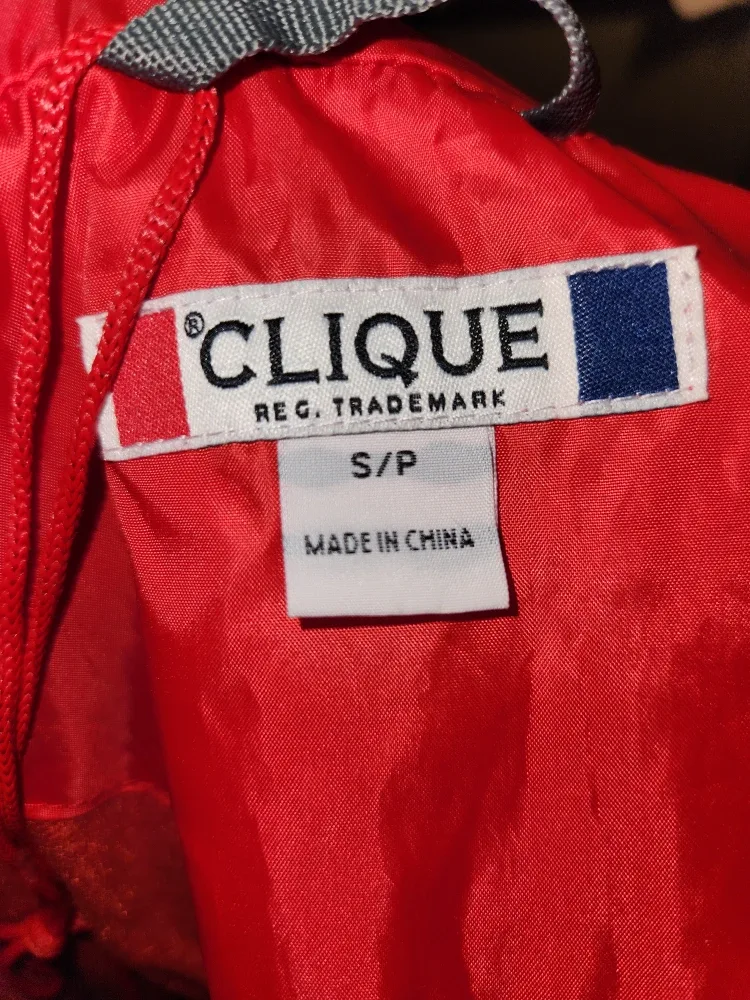 ®CLIQUE
REG. TRADEMARK
S/P
MADE IN CHINA